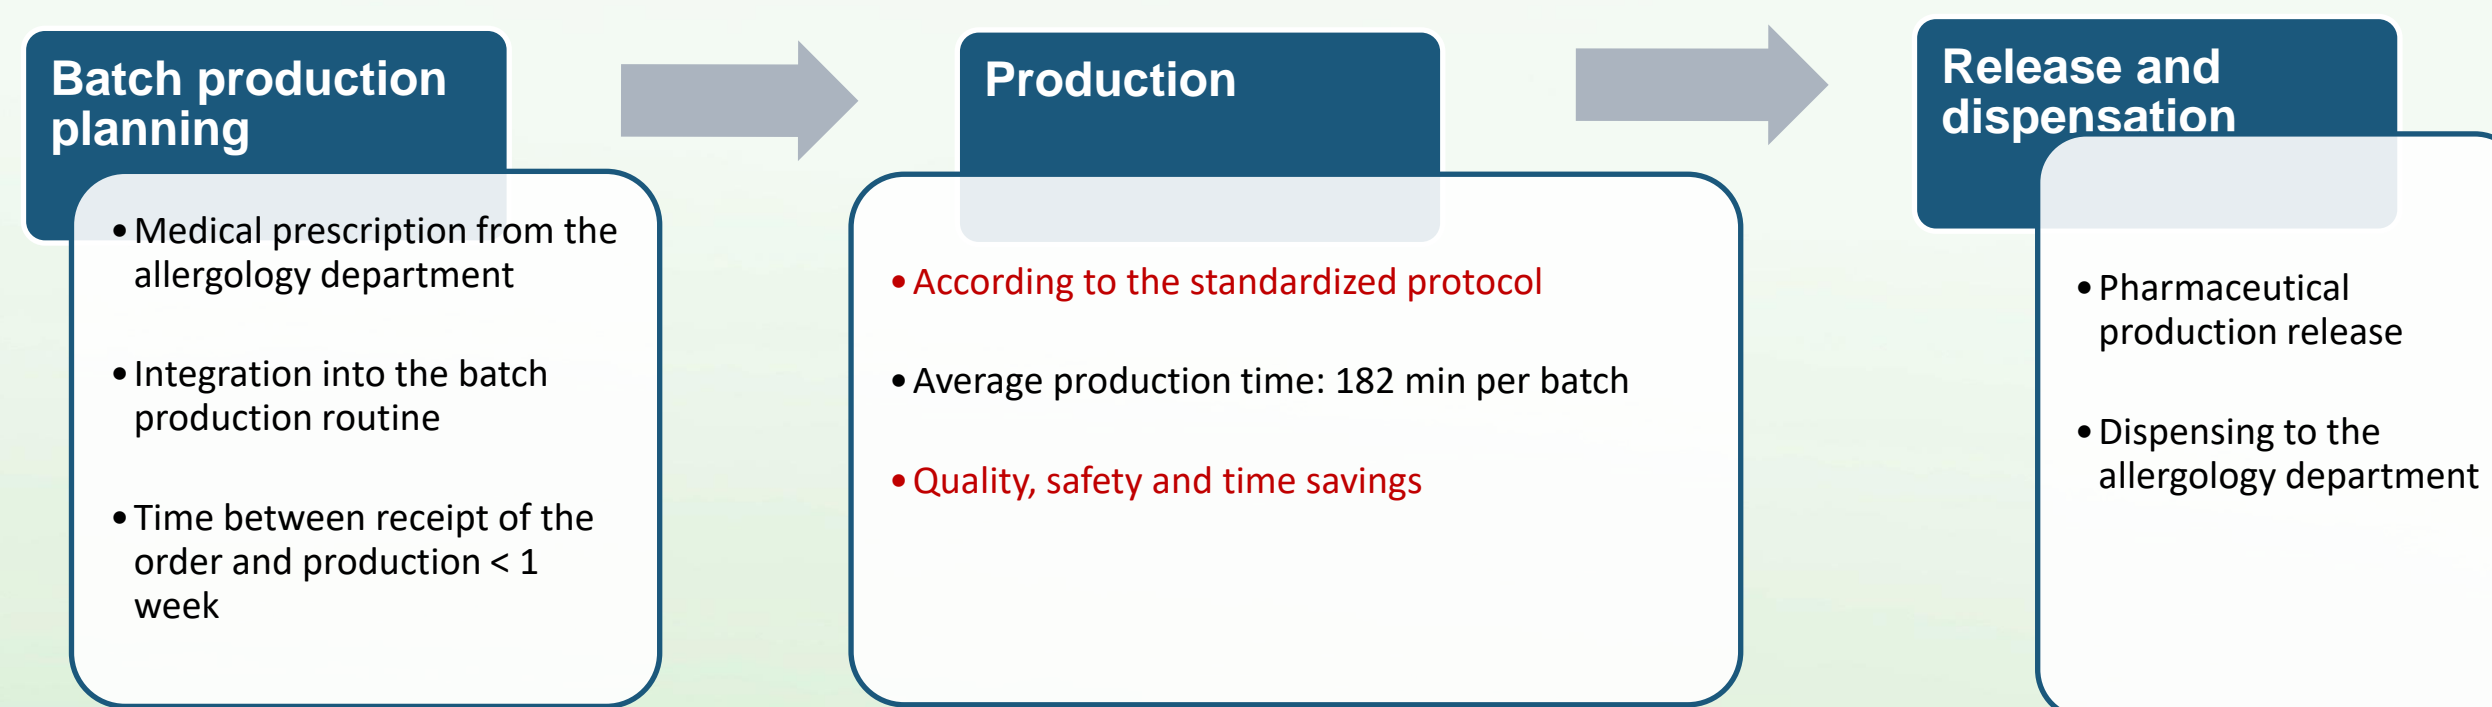 Batch production
planning
• Medical prescription from the
allergology department
• Integration into the batch
production routine
• Time between receipt of the
order and production < 1
week
Production
• According to the standardized protocol
• Average production time: 182 min per batch
• Quality, safety and time savings
Release and
dispensation
• Pharmaceutical
production release
• Dispensing to the
allergology department